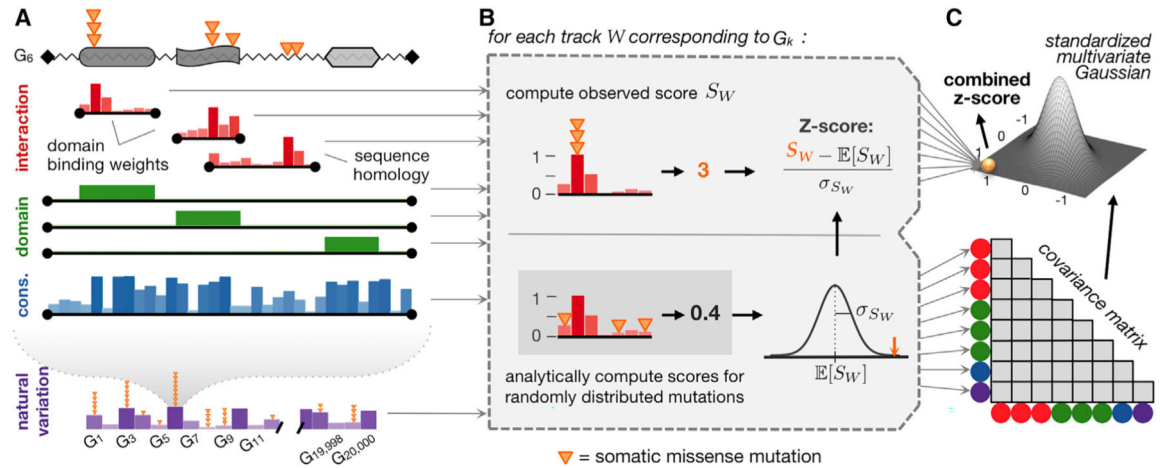 A
G6
interaction
domain
binding weights
sequence
homology
domain
cons.
natural
variation
G1
G3
G5
G7
G9
G11
G19,998
G20,000
B
for each track W corresponding to Gk :
compute observed score SW
1
0
3
Z-score:
SW − 𝔼[SW]
σSW
1
0
0.4
σSW
𝔼[SW]
analytically compute scores for
randomly distributed mutations
= somatic missense mutation
C
standardized
multivariate
Gaussian
combined
z-score
-1
0
1
1
0
-1
covariance matrix